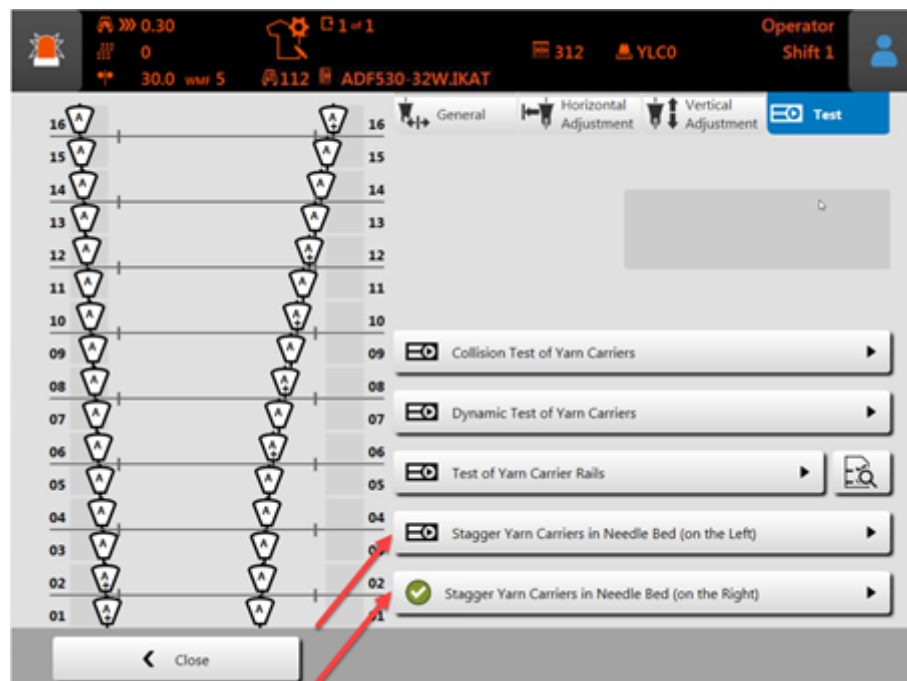 0.30
1 1
Operator
0
312
YLC0
Shift 1
30.0 WMF 5
112
ADF530-32W.IKAT
General
Horizontal
Adjustment
Vertical
Adjustment
Test
16 A A 16
15 A A 15
14 A A 14
13 A A 13
12 A A 12
11 A A 11
10 A A 10
09 A A 09
08 A A 08
07 A A 07
06 A A 06
05 A A 05
04 A A 04
03 A A
02 A A 02
01 A A
Collision Test of Yarn Carriers
Dynamic Test of Yarn Carriers
Test of Yarn Carrier Rails
Stagger Yarn Carriers in Needle Bed (on the Left)
Stagger Yarn Carriers in Needle Bed (on the Right)
Close